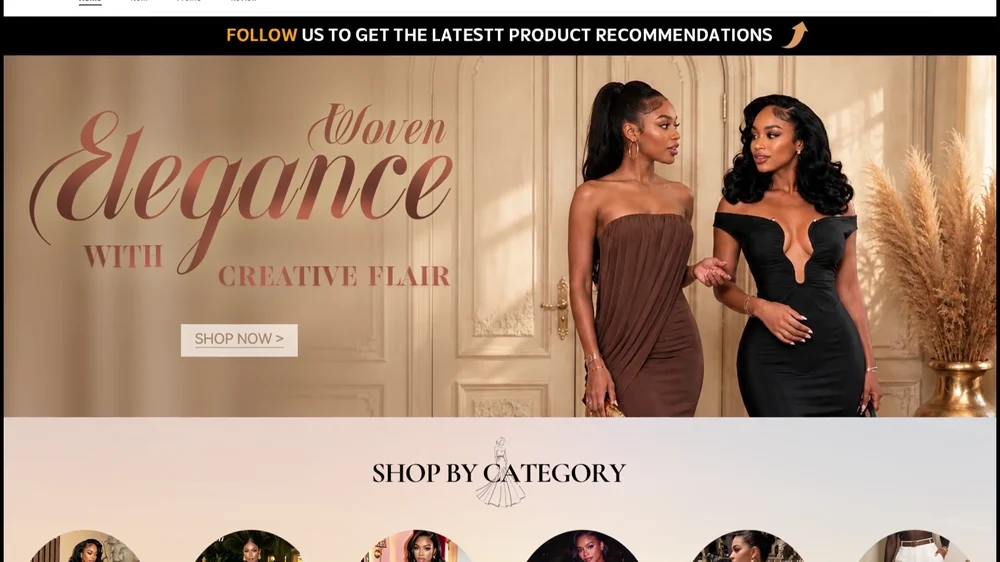 FOLLOW US TO GET THE LATESTT PRODUCT RECOMMENDATIONS
Woven
Elegance
WITH
CREATIVE FLAIR
SHOP NOW >
SHOP BY CATEGORY